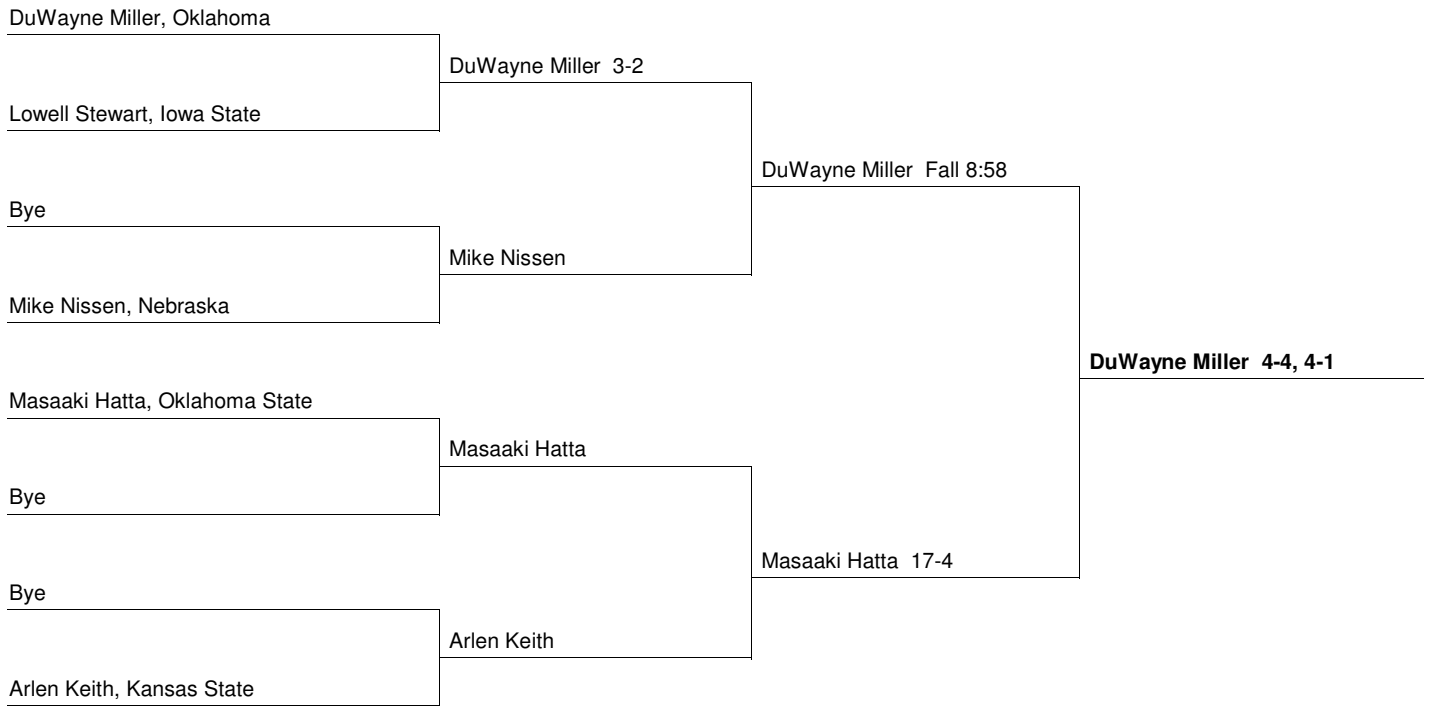 DuWayne Miller, Oklahoma
DuWayne Miller  3-2
Lowell Stewart, Iowa State
DuWayne Miller  Fall 8:58
Bye
Mike Nissen
Mike Nissen, Nebraska
DuWayne Miller  4-4, 4-1
Masaaki Hatta, Oklahoma State
Masaaki Hatta
Bye
Masaaki Hatta  17-4
Bye
Arlen Keith
Arlen Keith, Kansas State